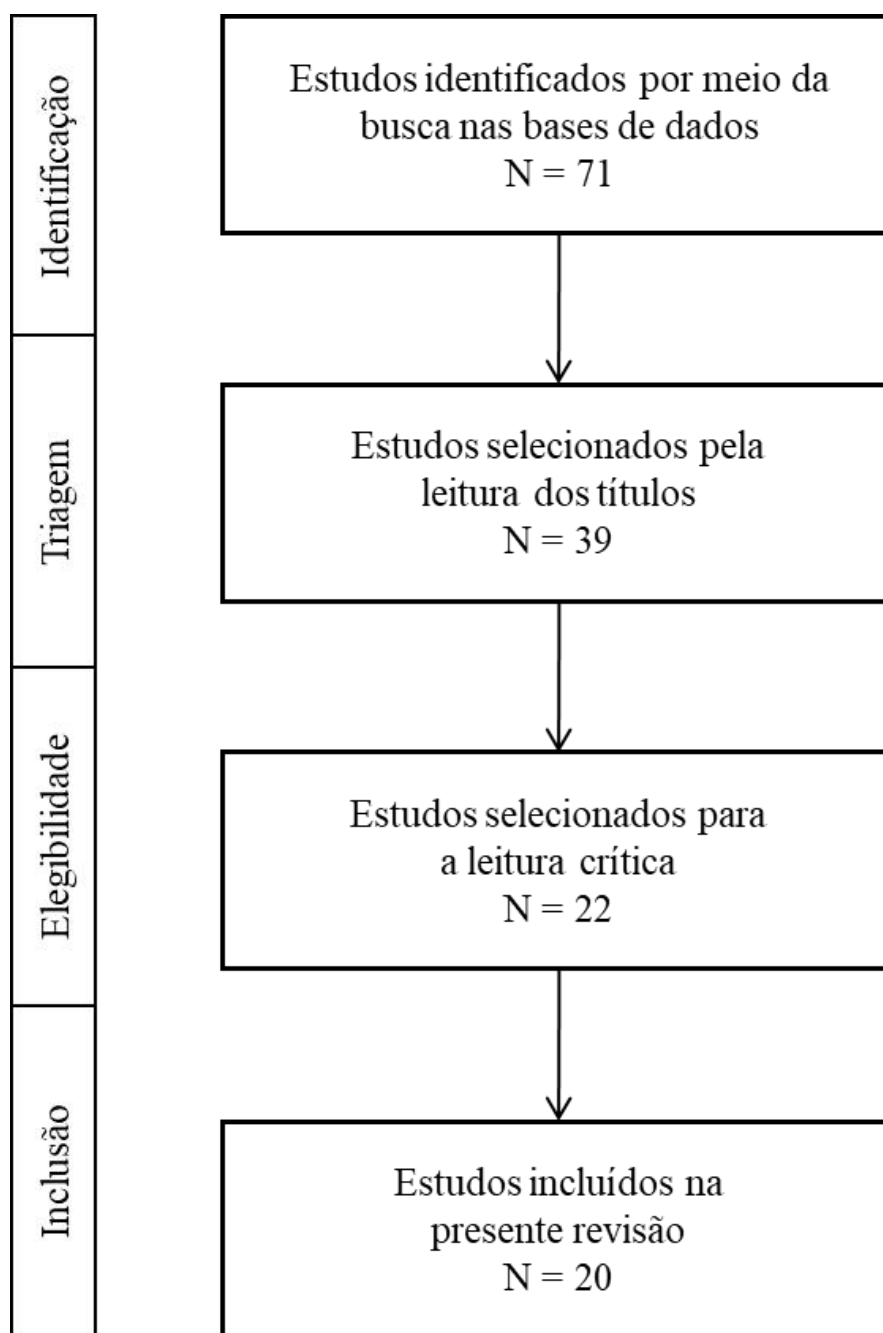 Identificação
Estudos identificados por meio da
busca nas bases de dados
N = 71
Triagem
Estudos selecionados pela
leitura dos títulos
N = 39
Elegibilidade
Estudos selecionados para
a leitura crítica
N = 22
Inclusão
Estudos incluídos na
presente revisão
N = 20